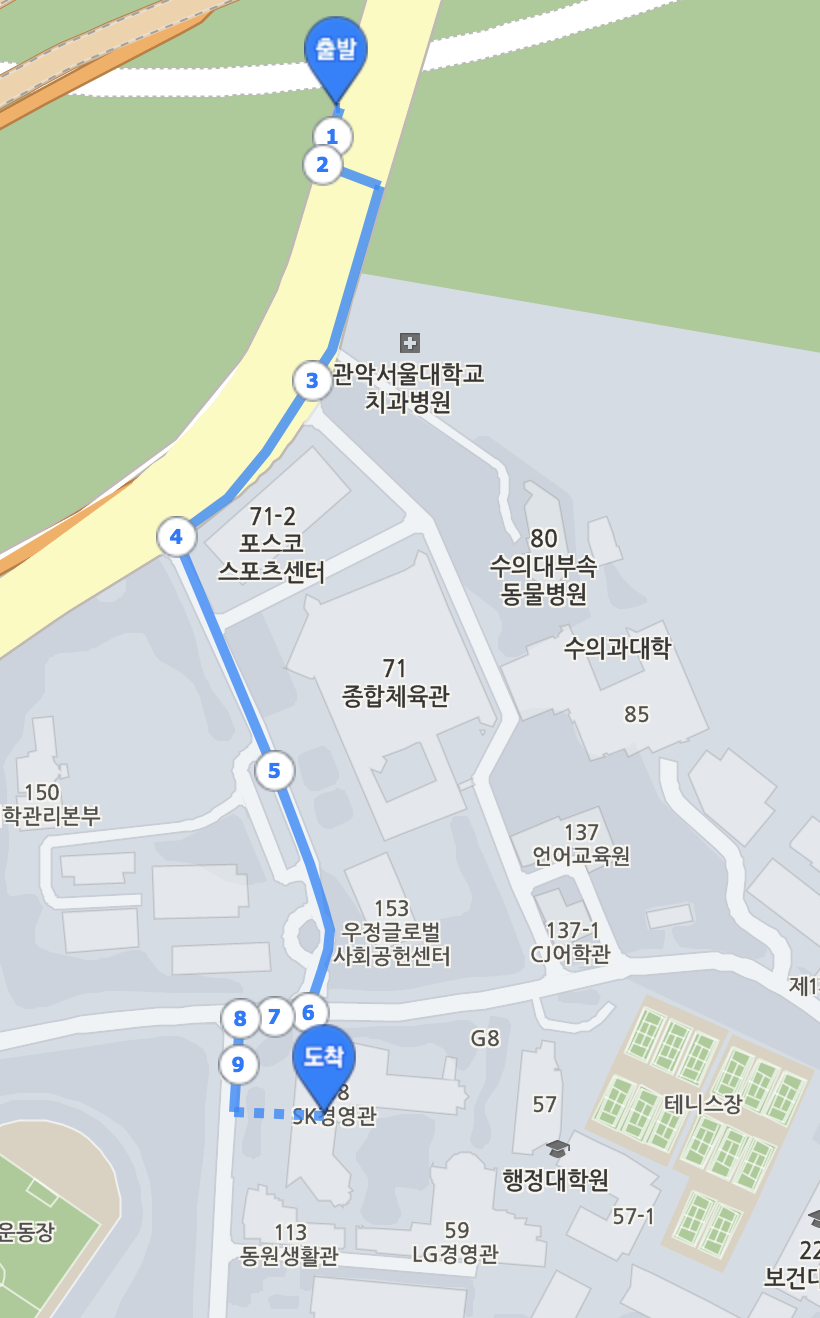 출발
1
2
3
관악서울대학교
치과병원
71-2
포스코
스포츠센터
4
80
수의대부속
동물병원
수의과대학
85
71
종합체육관
5
150
학관리본부
137
언어교육원
153
우정글로벌
사회공헌센터
137-1
CJ어학관
제1
8
7
6
G8
도착
9
8
SK경영관
57
테니스장
행정대학원
57-1
운동장
113
동원생활관
59
LG경영관
22
보건대